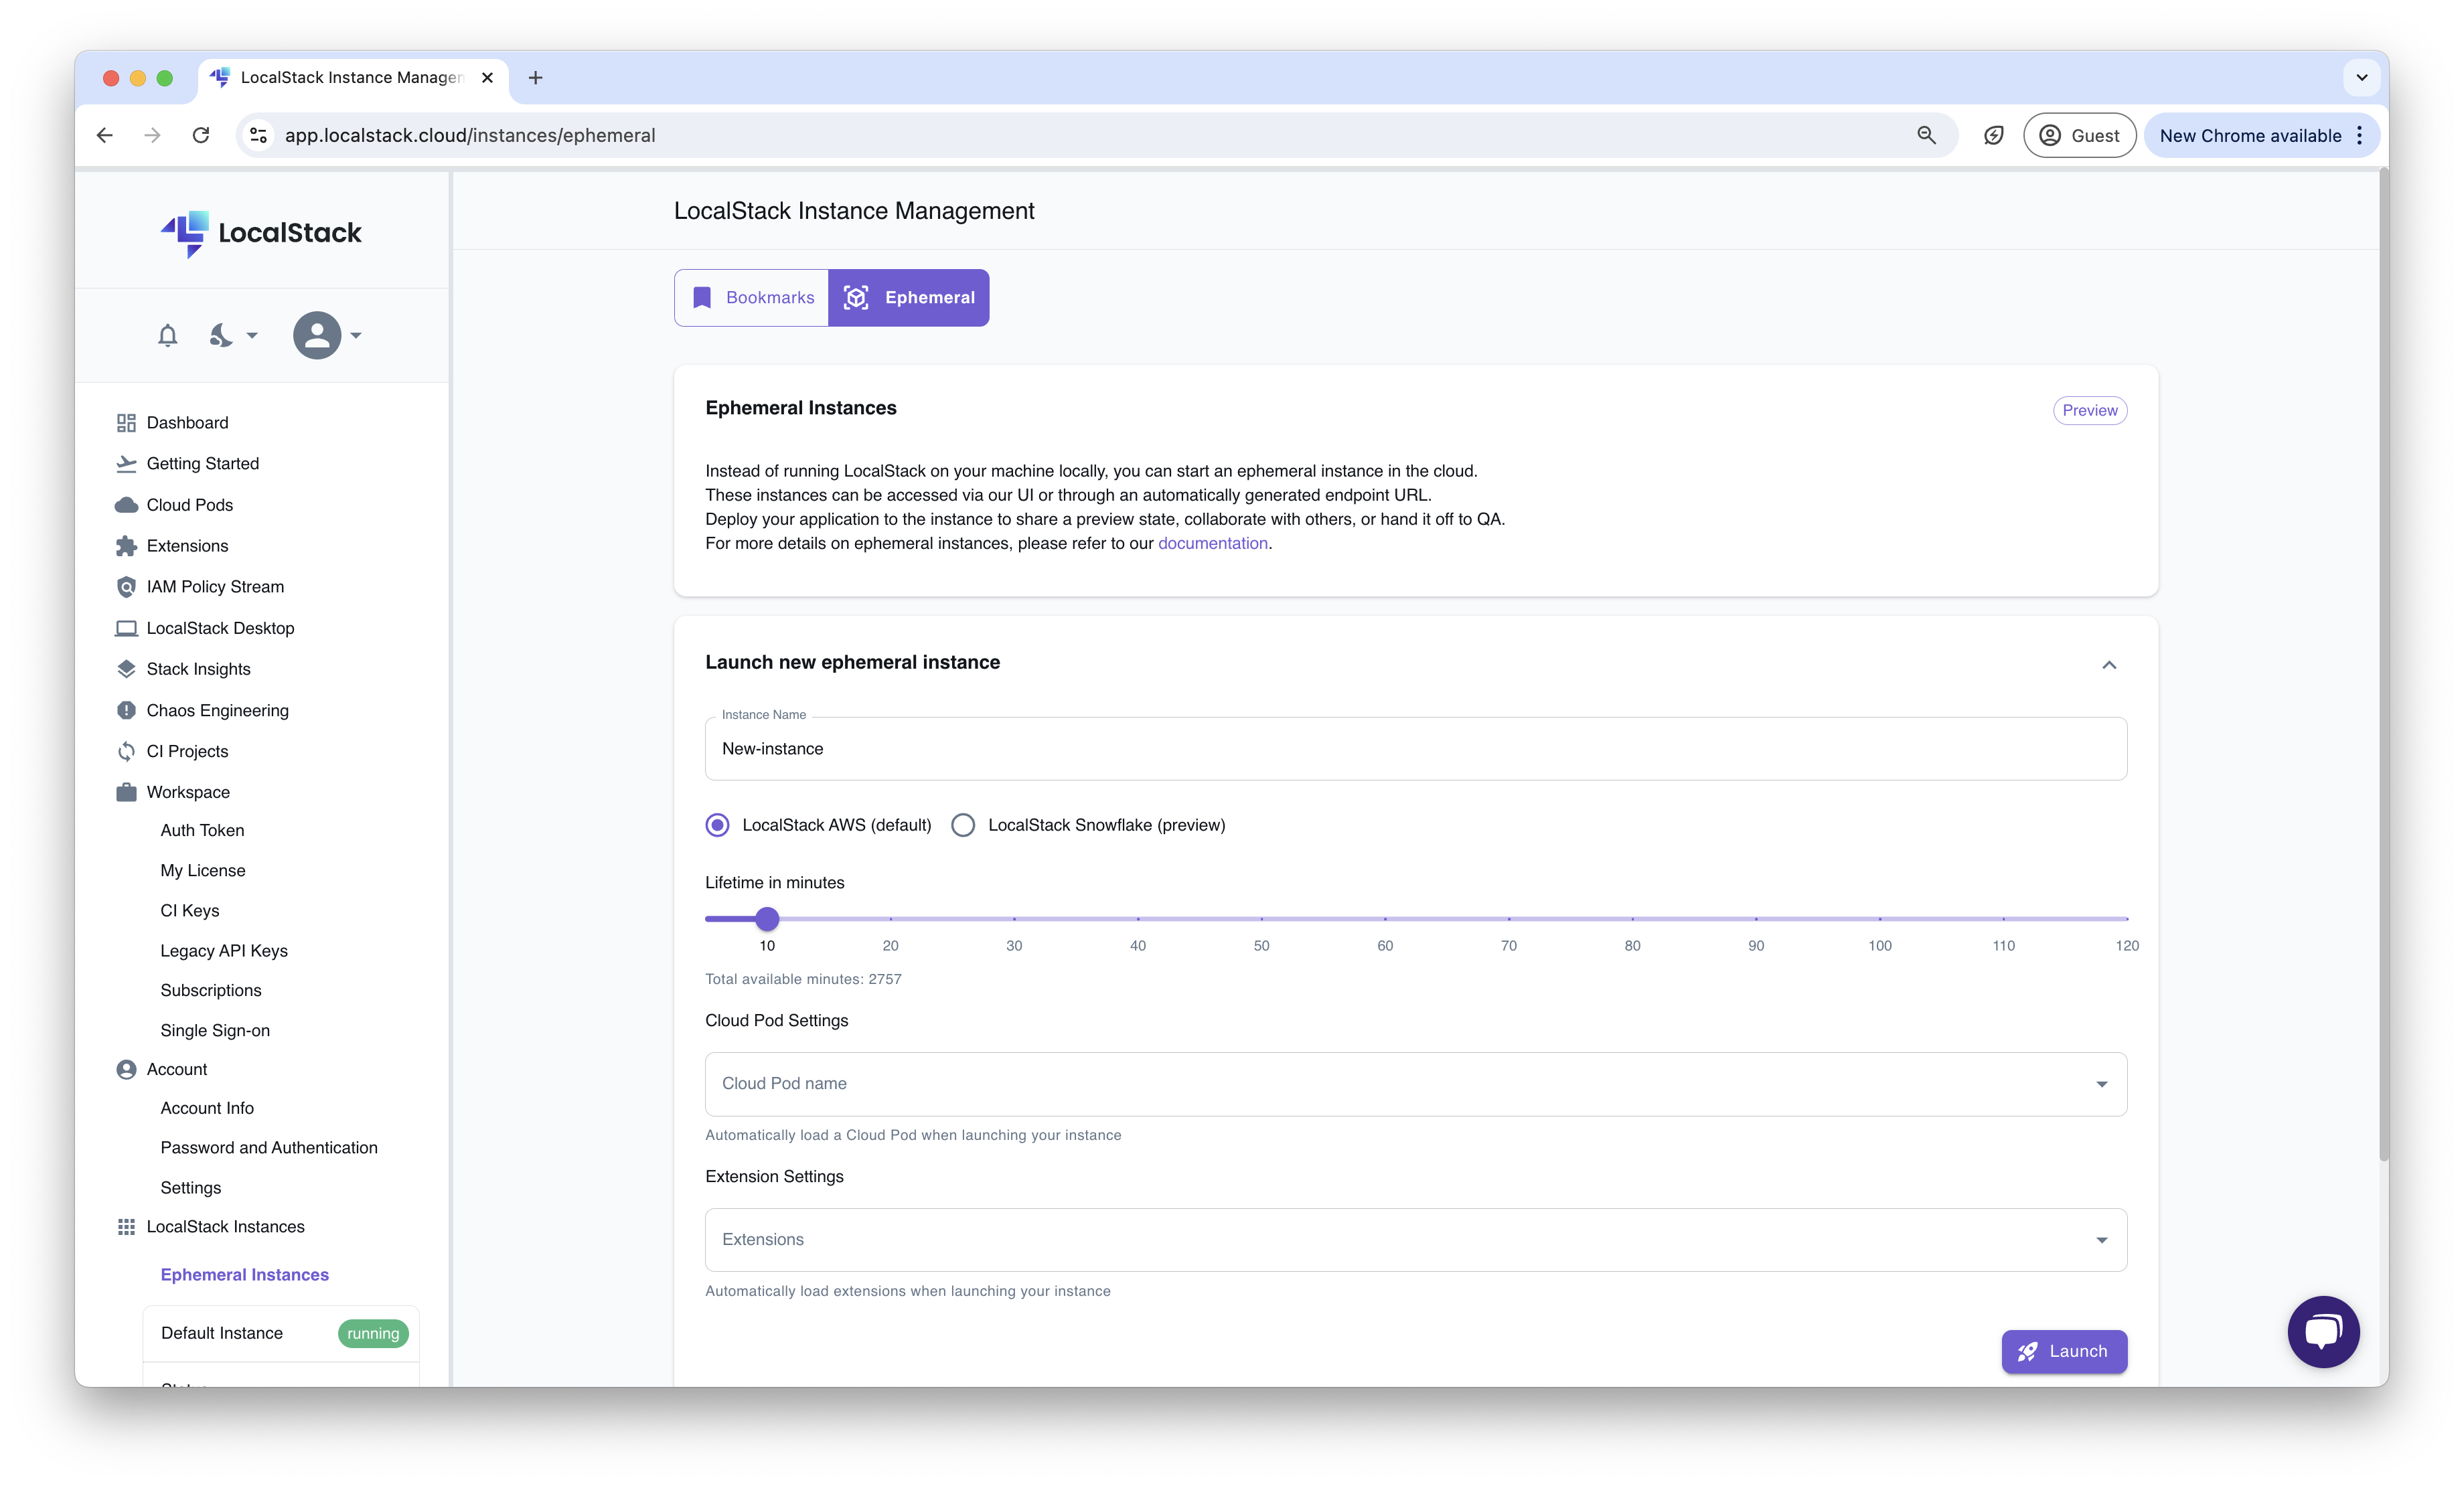 LocalStack Instance Managen
app.localstack.cloud/instances/ephemeral
Guest
New Chrome available
LocalStack
Dashboard
Getting Started
Cloud Pods
Extensions
IAM Policy Stream
LocalStack Desktop
Stack Insights
Chaos Engineering
CI Projects
Workspace
Auth Token
My License
CI Keys
Legacy API Keys
Subscriptions
Single Sign-on
Account
Account Info
Password and Authentication
Settings
LocalStack Instances
Ephemeral Instances
Default Instance
running
LocalStack Instance Management
Bookmarks
Ephemeral
Ephemeral Instances
Preview
Instead of running LocalStack on your machine locally, you can start an ephemeral instance in the cloud.
These instances can be accessed via our UI or through an automatically generated endpoint URL.
Deploy your application to the instance to share a preview state, collaborate with others, or hand it off to QA.
For more details on ephemeral instances, please refer to our documentation.
Launch new ephemeral instance
Instance Name
New-instance
LocalStack AWS (default)
LocalStack Snowflake (preview)
Lifetime in minutes
10 20 30 40 50 60 70 80 90 100 110 120
Total available minutes: 2757
Cloud Pod Settings
Cloud Pod name
Automatically load a Cloud Pod when launching your instance
Extension Settings
Extensions
Automatically load extensions when launching your instance
Launch